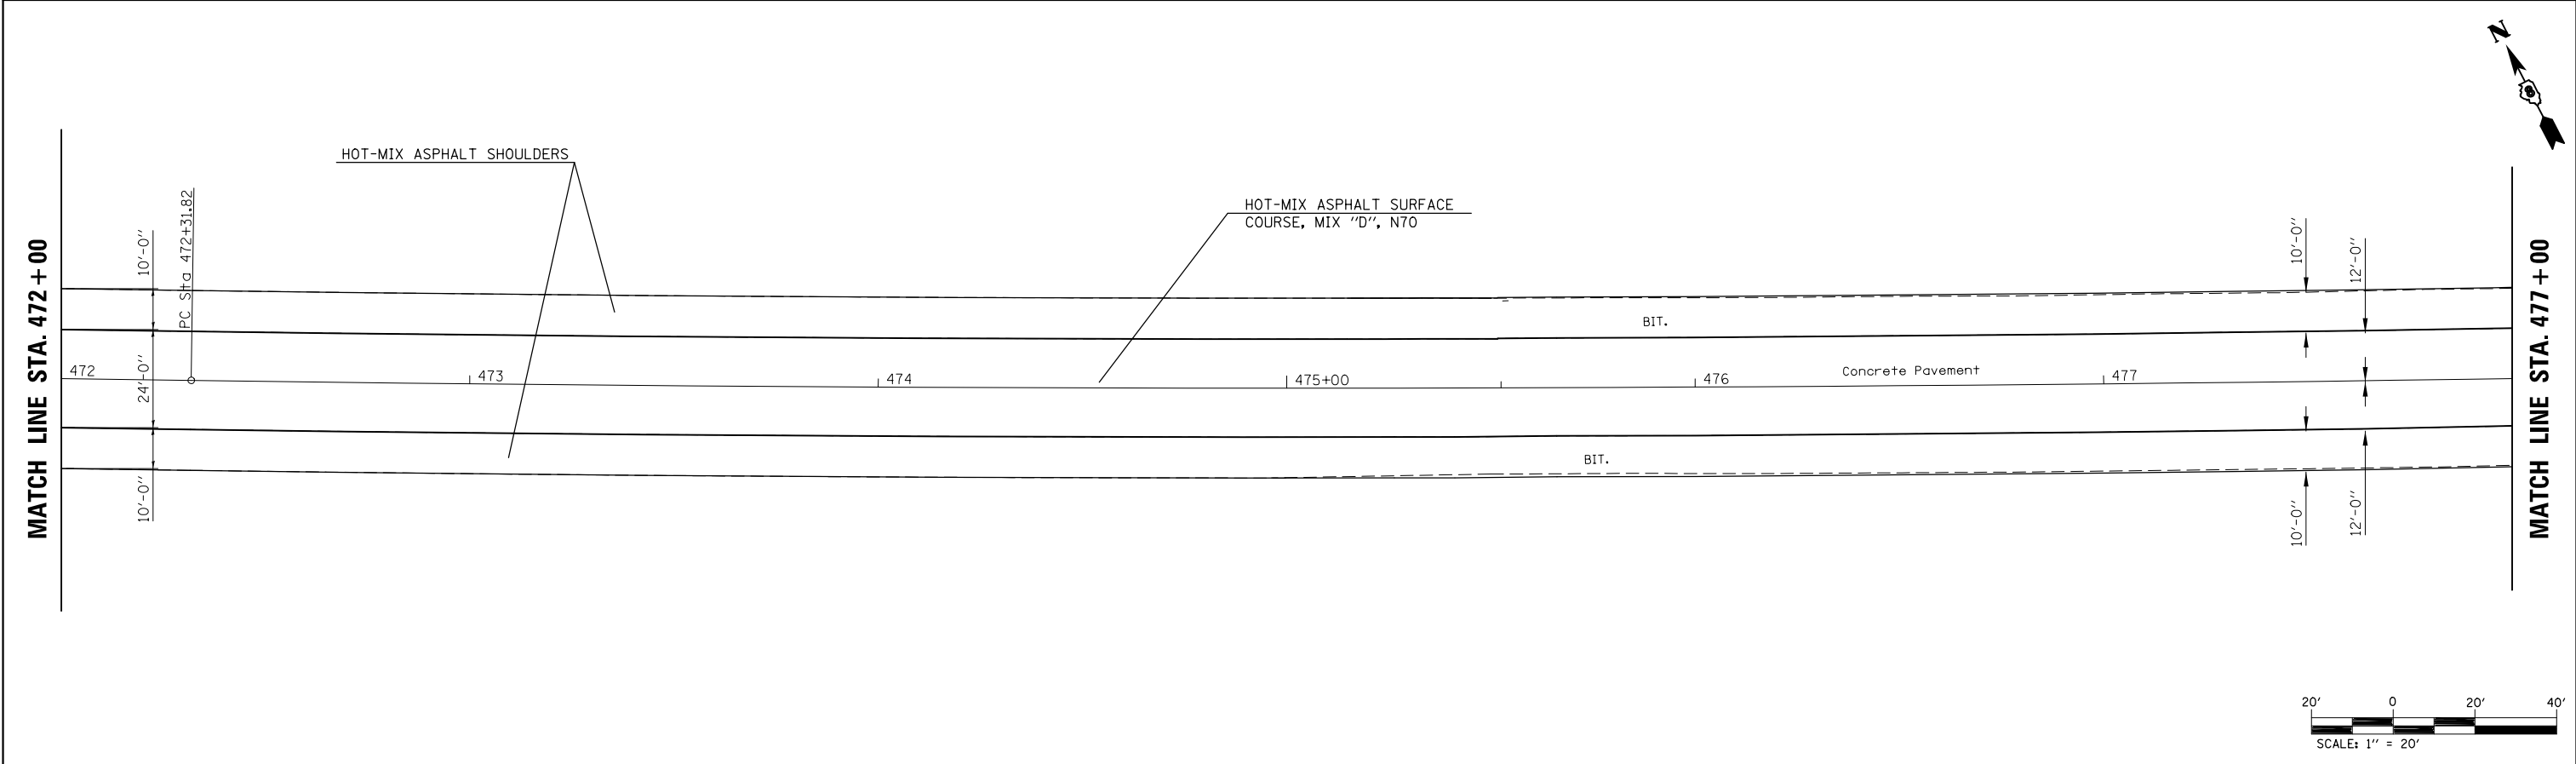 N
8
HOT-MIX ASPHALT SHOULDERS
HOT-MIX ASPHALT SURFACE
COURSE, MIX "D", N70
MATCH LINE STA. 472+00
10'-0"
24'-0"
10'-0"
PC Sta 472+31.82
472
473
474
475+00
476
477
BIT.
Concrete Pavement
BIT.
10'-0"
12'-0"
10'-0"
12'-0"
MATCH LINE STA. 477+00
20' 0 20' 40'
SCALE: 1" = 20'